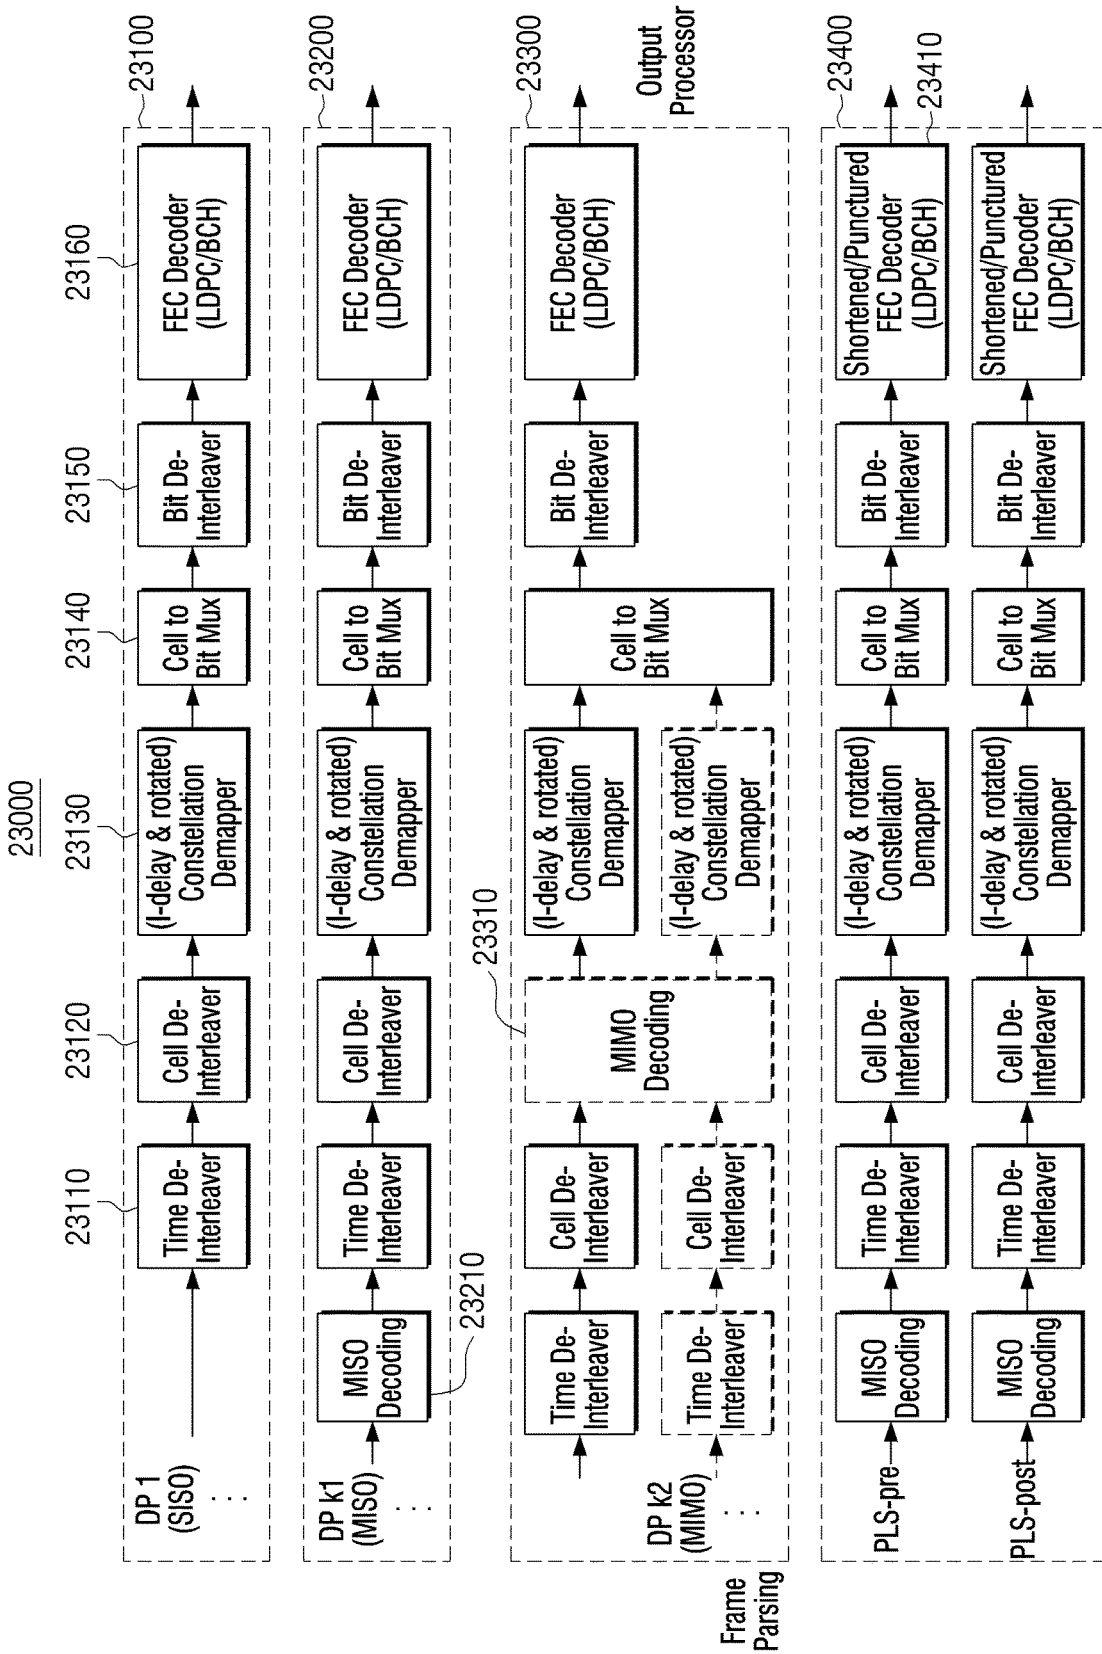 23000
23110
23120
23130
23140
23150
23160
23100
DP 1
(SISO)
Time De-
Interleaver
Cell De-
Interleaver
(I-delay & rotated)
Constellation
Demapper
Cell to
Bit Mux
Bit De-
Interleaver
FEC Decoder
(LDPC/BCH)
23200
DP k1
(MISO)
MISO
Decoding
23210
Time De-
Interleaver
Cell De-
Interleaver
(I-delay & rotated)
Constellation
Demapper
Cell to
Bit Mux
Bit De-
Interleaver
FEC Decoder
(LDPC/BCH)
23310
23300
Time De-
Interleaver
Cell De-
Interleaver
MIMO
Decoding
(I-delay & rotated)
Constellation
Demapper
Cell to
Bit Mux
Bit De-
Interleaver
FEC Decoder
(LDPC/BCH)
DP k2
(MIMO)
Time De-
Interleaver
Cell De-
Interleaver
(I-delay & rotated)
Constellation
Demapper
Frame
Parsing
Output
Processor
23400
PLS-pre
MISO
Decoding
Time De-
Interleaver
Cell De-
Interleaver
(I-delay & rotated)
Constellation
Demapper
Cell to
Bit Mux
Bit De-
Interleaver
Shortened/Punctured
FEC Decoder
(LDPC/BCH)
23410
PLS-post
MISO
Decoding
Time De-
Interleaver
Cell De-
Interleaver
(I-delay & rotated)
Constellation
Demapper
Cell to
Bit Mux
Bit De-
Interleaver
Shortened/Punctured
FEC Decoder
(LDPC/BCH)